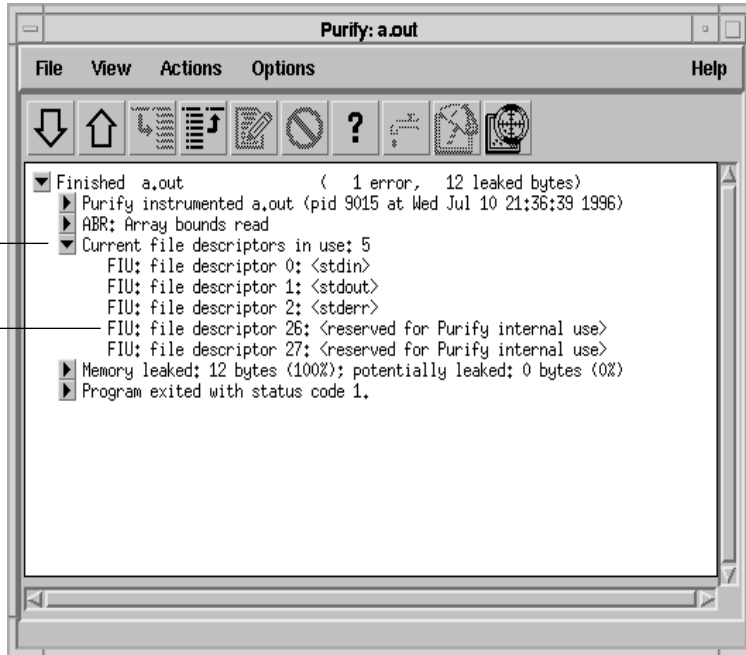 Purify: a.out
File View Actions Options Help
?
Finished a.out ( 1 error, 12 leaked bytes)
Purify instrumented a.out (pid 9015 at Wed Jul 10 21:36:39 1996)
ABR: Array bounds read
Current file descriptors in use: 5
FIU: file descriptor 0: <stdin>
FIU: file descriptor 1: <stdout>
FIU: file descriptor 2: <stderr>
FIU: file descriptor 26: <reserved for Purify internal use>
FIU: file descriptor 27: <reserved for Purify internal use>
Memory leaked: 12 bytes (100%); potentially leaked: 0 bytes (0%)
Program exited with status code 1.